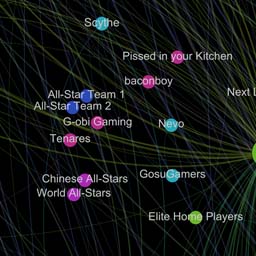 Scythe
Pissed in your Kitchen
baconboy
Next L
All-Star Team 1
All-Star Team 2
G-obi Gaming
Nevo
Tenares
GosuGamers
Chinese All-Stars
World All-Stars
Elite Home Players